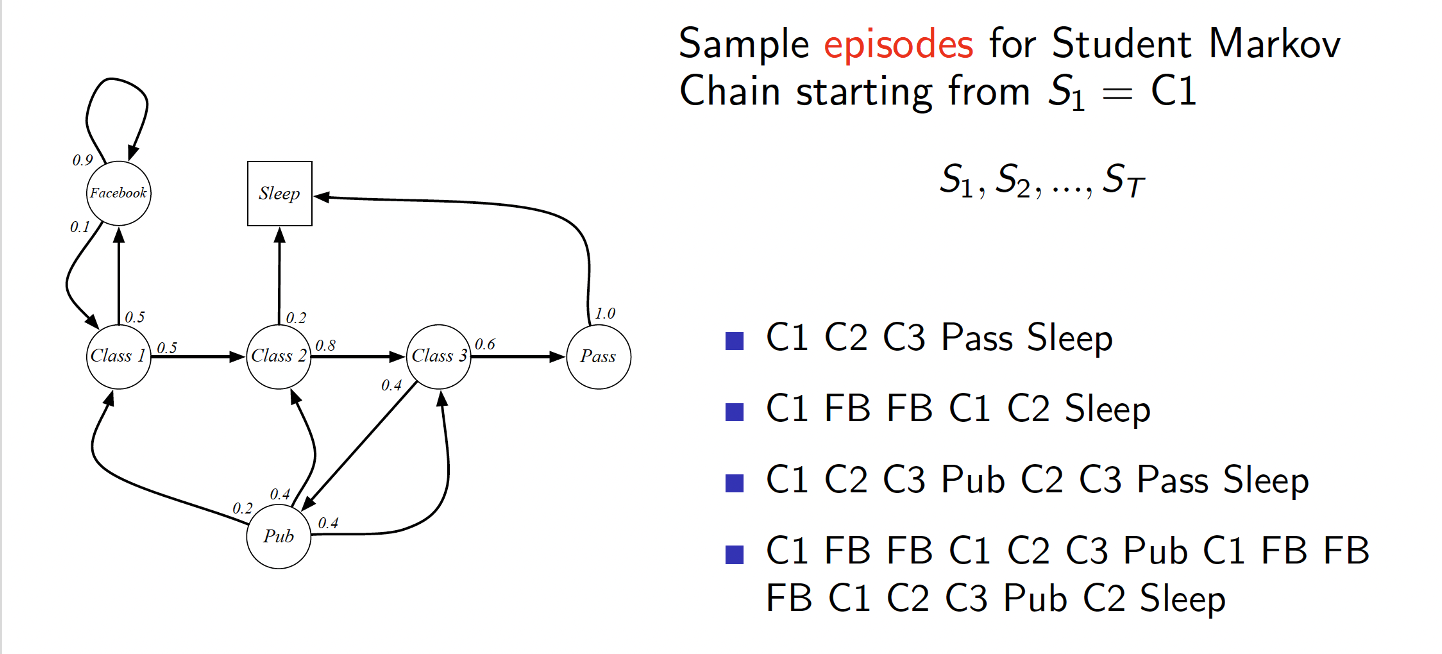 Sample episodes for Student Markov
Chain starting from S₁ = C1
S₁, S₂, ..., S_T
C1 C2 C3 Pass Sleep
C1 FB FB C1 C2 Sleep
C1 C2 C3 Pub C2 C3 Pass Sleep
C1 FB FB C1 C2 C3 Pub C1 FB FB
FB C1 C2 C3 Pub C2 Sleep
0.9
Facebook
Sleep
0.1
0.5
0.2
1.0
Class 1
0.5
Class 2
0.8
Class 3
0.6
Pass
0.4
0.4
0.2
0.4
Pub